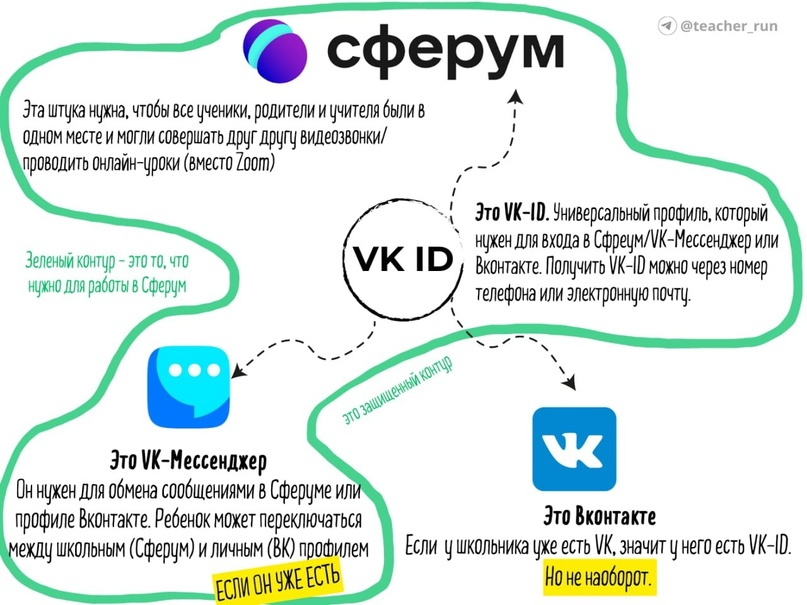 сферум
@teacher_run
Эта штука нужна, чтобы все ученики, родители и учителя были в
одном месте и могли совершать друг другу видеозвонки/
проводить онлайн-уроки (вместо Zoom)
VK ID
Это VK-ID. Универсальный профиль, который
нужен для входа в Сфреум/VK-Мессенджер или
Вконтакте. Получить VK-ID можно через номер
телефона или электронную почту.
Зеленый контур - это то, что
нужно для работы в Сферум
это защищенный контур
Это VK-Мессенджер
Он нужен для обмена сообщениями в Сферуме или
профиле Вконтакте. Ребенок может переключаться
между школьным (Сферум) и личным (ВК) профилем
ЕСЛИ ОН УЖЕ ЕСТЬ
Это Вконтакте
Если у школьника уже есть VK, значит у него есть VK-ID.
Но не наоборот.